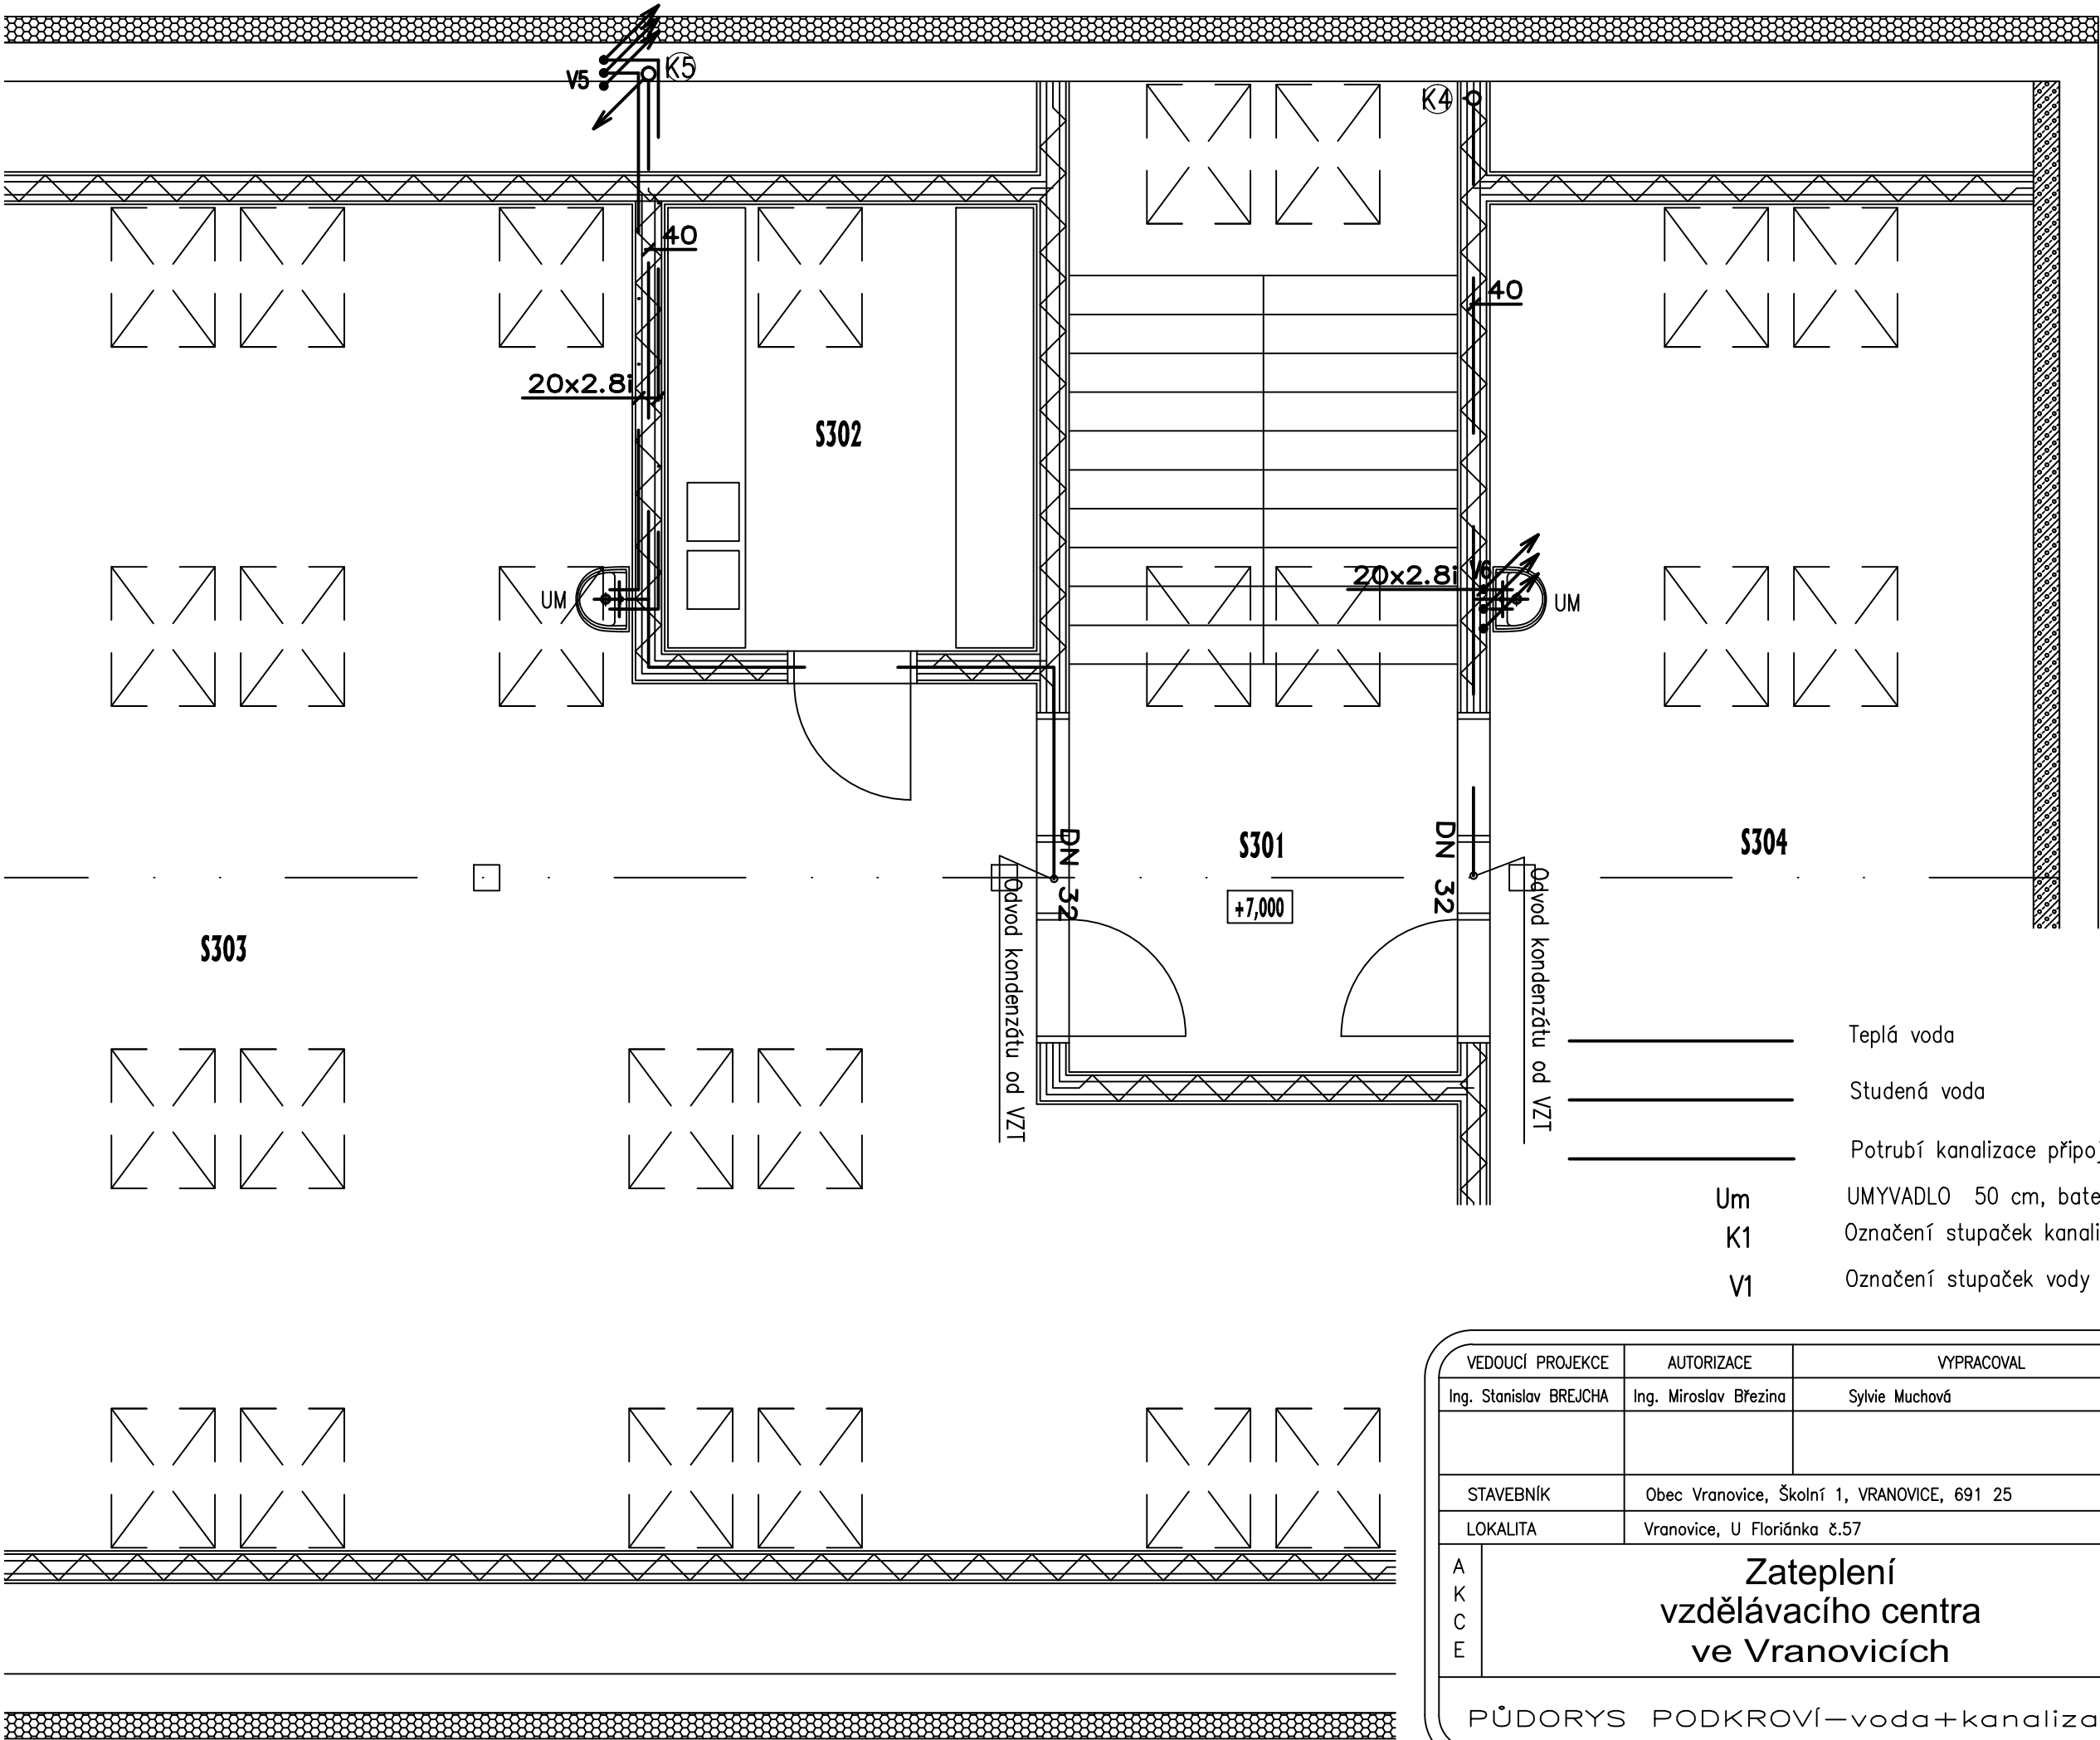 V5 K5
K4
40
40
20x2.8i
S302
20x2.8i V6
UM
UM
DN 32
DN 32
S301
S304
+7,000
S303
Odvod kondenzátu od VZT
Odvod kondenzátu od VZT
Teplá voda
Studená voda
Potrubí kanalizace
Um UMYVADLO 50 cm,
K1 Označení stupaček
V1 Označení stupaček vody
VEDOUCÍ PROJEKCE AUTORIZACE VYPRACOVAL
Ing. Stanislav BREJCHA Ing. Miroslav Březina Sylvie Muchová
STAVEBNÍK Obec Vranovice, Školní 1, VRANOVICE, 691 25
LOKALITA Vranovice, U Floriánka č.57
AKCE
Zateplení
vzdělávacího centra
ve Vranovicích
PŮDORYS PODKROVÍ—voda+kanaliza